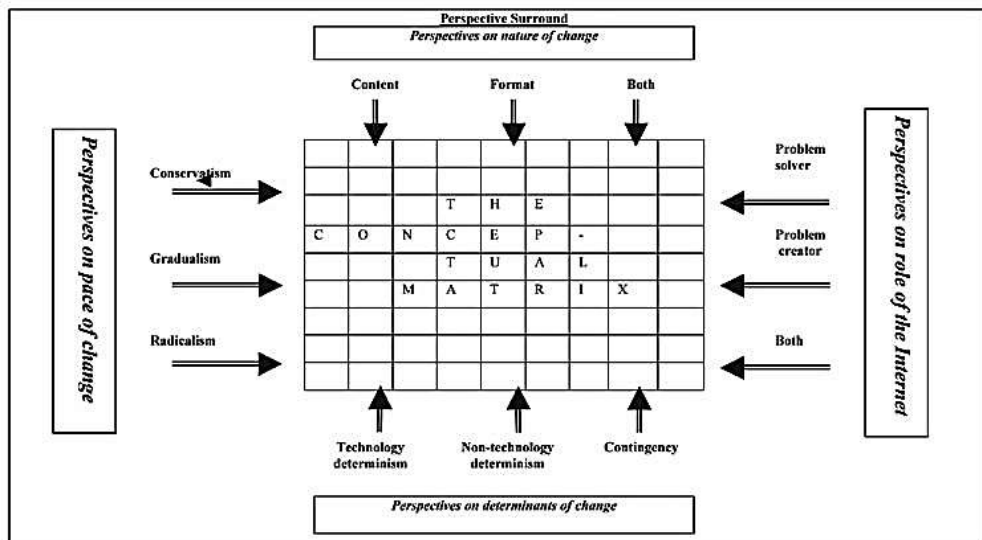 Perspective Surround
Perspectives on nature of change
Content Format Both
Perspectives on pace of change
Conservatism
Gradualism
Radicalism
T H E
C O N C E P -
T U A L
M A T R I X
Problem
solver
Problem
creator
Both
Perspectives on role of the Internet
Technology
determinism
Non-technology
determinism
Contingency
Perspectives on determinants of change